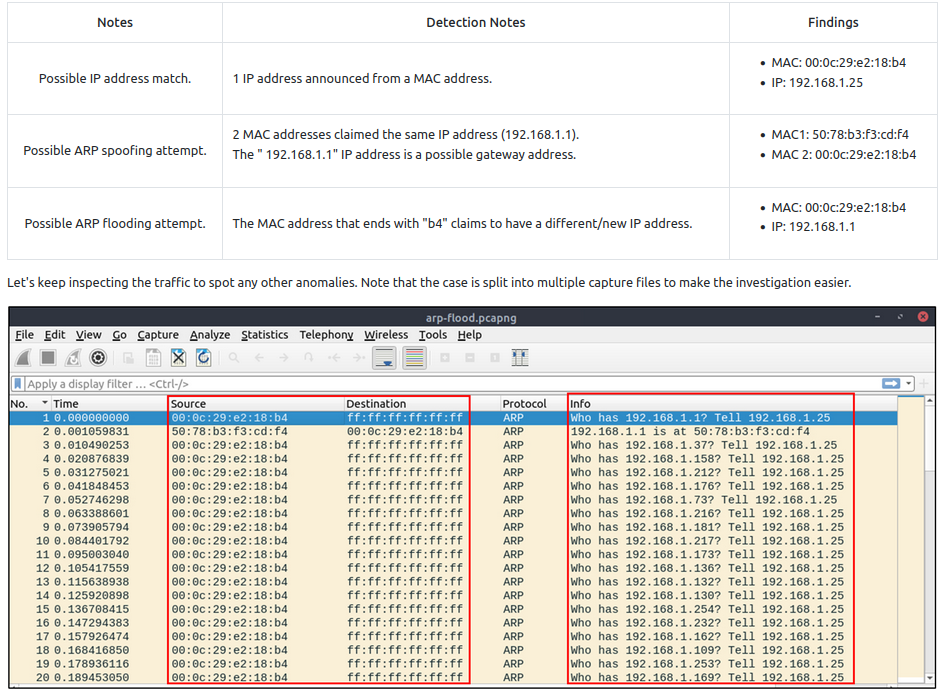 Notes Detection Notes Findings
Possible IP address match. 1 IP address announced from a MAC address. • MAC: 00:0c:29:e2:18:b4
• IP: 192.168.1.25
Possible ARP spoofing attempt. 2 MAC addresses claimed the same IP address (192.168.1.1). • MAC1: 50:78:b3:f3:cd:f4
The " 192.168.1.1" IP address is a possible gateway address. • MAC 2: 00:0c:29:e2:18:b4
Possible ARP flooding attempt. The MAC address that ends with "b4" claims to have a different/new IP address. • MAC: 00:0c:29:e2:18:b4
• IP: 192.168.1.1
Let's keep inspecting the traffic to spot any other anomalies. Note that the case is split into multiple capture files to make the investigation easier.
arp-flood.pcapng
File Edit View Go Capture Analyze Statistics Telephony Wireless Tools Help
Apply a display filter ... <Ctrl-/>
No. Time Source Destination Protocol Info
1 0.000000000 00:0c:29:e2:18:b4 ff:ff:ff:ff:ff:ff ARP Who has 192.168.1.1? Tell 192.168.1.25
2 0.001059831 50:78:b3:f3:cd:f4 00:0c:29:e2:18:b4 ARP 192.168.1.1 is at 50:78:b3:f3:cd:f4
3 0.010490253 00:0c:29:e2:18:b4 ff:ff:ff:ff:ff:ff ARP Who has 192.168.1.37? Tell 192.168.1.25
4 0.020876839 00:0c:29:e2:18:b4 ff:ff:ff:ff:ff:ff ARP Who has 192.168.1.158? Tell 192.168.1.25
5 0.031275021 00:0c:29:e2:18:b4 ff:ff:ff:ff:ff:ff ARP Who has 192.168.1.212? Tell 192.168.1.25
6 0.041848453 00:0c:29:e2:18:b4 ff:ff:ff:ff:ff:ff ARP Who has 192.168.1.176? Tell 192.168.1.25
7 0.052746298 00:0c:29:e2:18:b4 ff:ff:ff:ff:ff:ff ARP Who has 192.168.1.73? Tell 192.168.1.25
8 0.063388601 00:0c:29:e2:18:b4 ff:ff:ff:ff:ff:ff ARP Who has 192.168.1.216? Tell 192.168.1.25
9 0.073905794 00:0c:29:e2:18:b4 ff:ff:ff:ff:ff:ff ARP Who has 192.168.1.181? Tell 192.168.1.25
10 0.084401792 00:0c:29:e2:18:b4 ff:ff:ff:ff:ff:ff ARP Who has 192.168.1.217? Tell 192.168.1.25
11 0.095003040 00:0c:29:e2:18:b4 ff:ff:ff:ff:ff:ff ARP Who has 192.168.1.173? Tell 192.168.1.25
12 0.105417559 00:0c:29:e2:18:b4 ff:ff:ff:ff:ff:ff ARP Who has 192.168.1.136? Tell 192.168.1.25
13 0.115638938 00:0c:29:e2:18:b4 ff:ff:ff:ff:ff:ff ARP Who has 192.168.1.132? Tell 192.168.1.25
14 0.125920898 00:0c:29:e2:18:b4 ff:ff:ff:ff:ff:ff ARP Who has 192.168.1.130? Tell 192.168.1.25
15 0.136708415 00:0c:29:e2:18:b4 ff:ff:ff:ff:ff:ff ARP Who has 192.168.1.254? Tell 192.168.1.25
16 0.147294383 00:0c:29:e2:18:b4 ff:ff:ff:ff:ff:ff ARP Who has 192.168.1.232? Tell 192.168.1.25
17 0.157926474 00:0c:29:e2:18:b4 ff:ff:ff:ff:ff:ff ARP Who has 192.168.1.162? Tell 192.168.1.25
18 0.168416850 00:0c:29:e2:18:b4 ff:ff:ff:ff:ff:ff ARP Who has 192.168.1.109? Tell 192.168.1.25
19 0.178936116 00:0c:29:e2:18:b4 ff:ff:ff:ff:ff:ff ARP Who has 192.168.1.253? Tell 192.168.1.25
20 0.189453050 00:0c:29:e2:18:b4 ff:ff:ff:ff:ff:ff ARP Who has 192.168.1.169? Tell 192.168.1.25